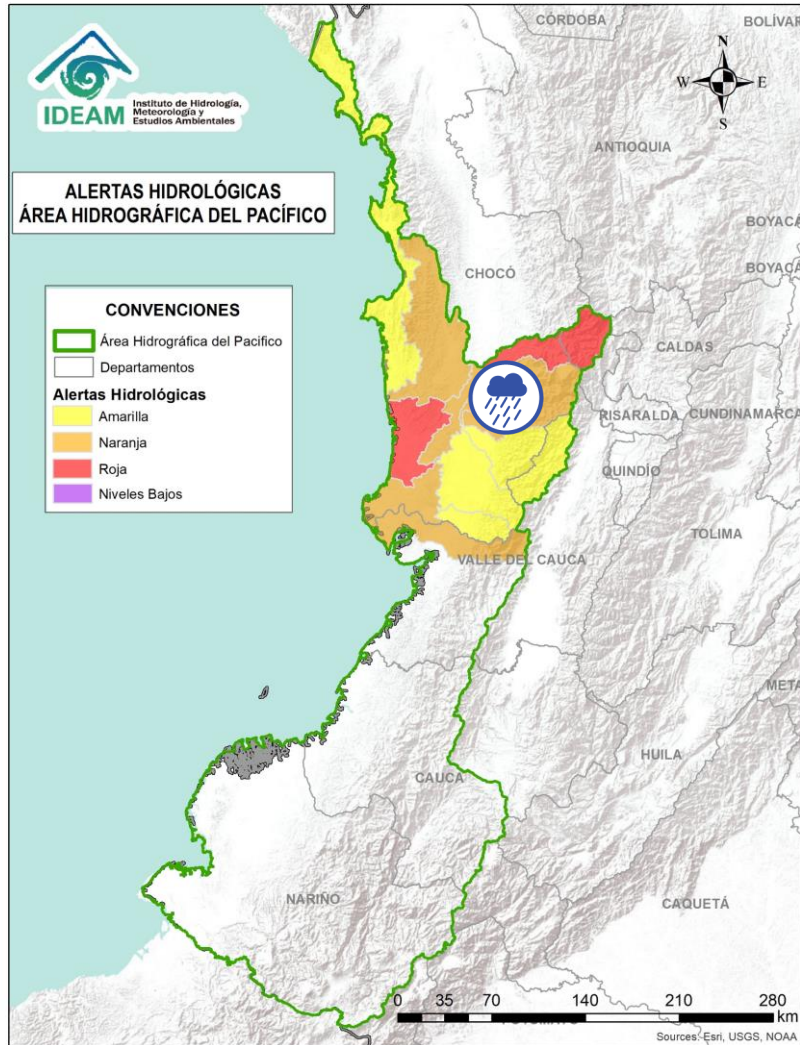 CÓRDOBA
BOLÍVAR
N
W E
S
IDEAM
Instituto de Hidrología,
Meteorología y
Estudios Ambientales
ANTIOQUIA
ALERTAS HIDROLÓGICAS
ÁREA HIDROGRÁFICA DEL PACÍFICO
BOYACÁ
BOYACÁ
CHOCÓ
CONVENCIONES
Área Hidrográfica del Pacifico
Departamentos
Alertas Hidrológicas
Amarilla
Naranja
Roja
Niveles Bajos
CALDAS
RISARALDA
CUNDINAMARCA
QUINDÍO
TOLIMA
VALLE DEL CAUCA
META
HUILA
CAUCA
NARIÑO
CAQUETÁ
0 35 70 140 210 280
km
Sources: Esri, USGS, NOAA